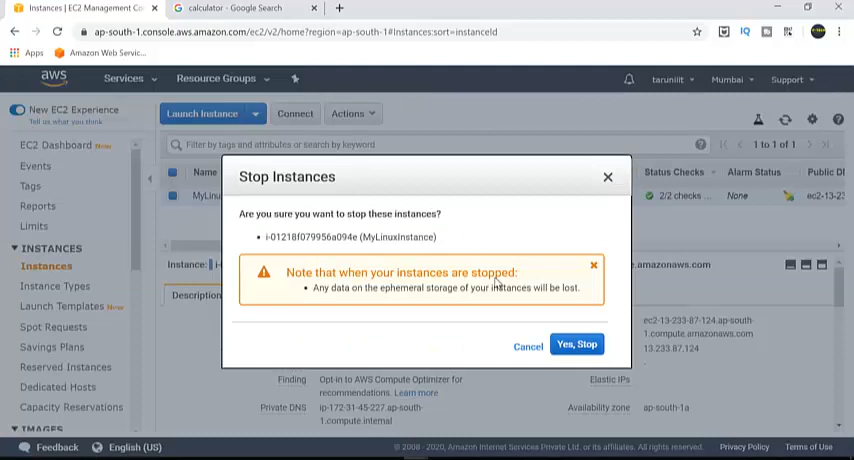 Instances | EC2 Management Co
calculator - Google Search
ap-south-1.console.aws.amazon.com/ec2/v2/home?region=ap-south-1#Instances:sort=instanceId
Apps
Amazon Web Servic...
aws
Services
Resource Groups
tarunliit
Mumbai
Support
New EC2 Experience
Tell us what you think
EC2 Dashboard New
Events
Tags
Reports
Limits
INSTANCES
Instances
Instance Types
Launch Templates New
Spot Requests
Savings Plans
Reserved Instances
Dedicated Hosts
Capacity Reservations
IMAGES
Launch Instance
Connect
Actions
Filter by tags and attributes or search by keyword
1 to 1 of 1
Name
Status Checks
Alarm Status
Public DN
MyLinu
2/2 checks ...
None
ec2-13-23
Stop Instances
Are you sure you want to stop these instances?
i-01218f079956a094e (MyLinuxInstance)
Note that when your instances are stopped:
Any data on the ephemeral storage of your instances will be lost.
Cancel
Yes, Stop
Instance:
.amazonaws.com
Description
ec2-13-233-87-124.ap-south-
1.compute.amazonaws.com
13.233.87.124
-
Finding
Opt-in to AWS Compute Optimizer for
recommendations. Learn more
Elastic IPs
Private DNS
ip-172-31-45-227.ap-south-
1.compute.internal
Availability zone
ap-south-1a
Feedback
English (US)
© 2008 - 2020, Amazon Internet Services Private Ltd. or its affiliates. All rights reserved.
Privacy Policy
Terms of Use